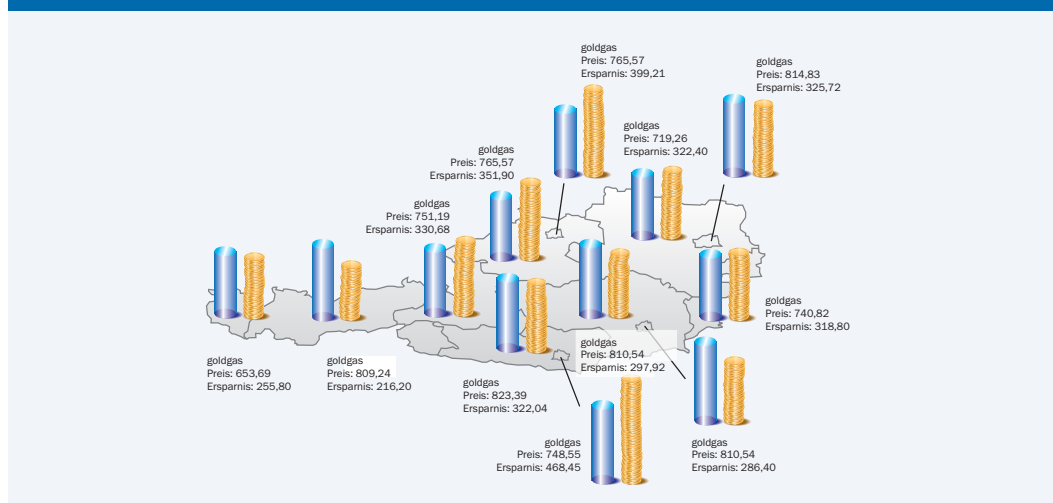 goldgas
Preis: 765,57
Ersparnis: 399,21
goldgas
Preis: 814,83
Ersparnis: 325,72
goldgas
Preis: 719,26
Ersparnis: 322,40
goldgas
Preis: 765,57
Ersparnis: 351,90
goldgas
Preis: 751,19
Ersparnis: 330,68
goldgas
Preis: 740,82
Ersparnis: 318,80
goldgas
Preis: 653,69
Ersparnis: 255,80
goldgas
Preis: 809,24
Ersparnis: 216,20
goldgas
Preis: 810,54
Ersparnis: 297,92
goldgas
Preis: 823,39
Ersparnis: 322,04
goldgas
Preis: 748,55
Ersparnis: 468,45
goldgas
Preis: 810,54
Ersparnis: 286,40